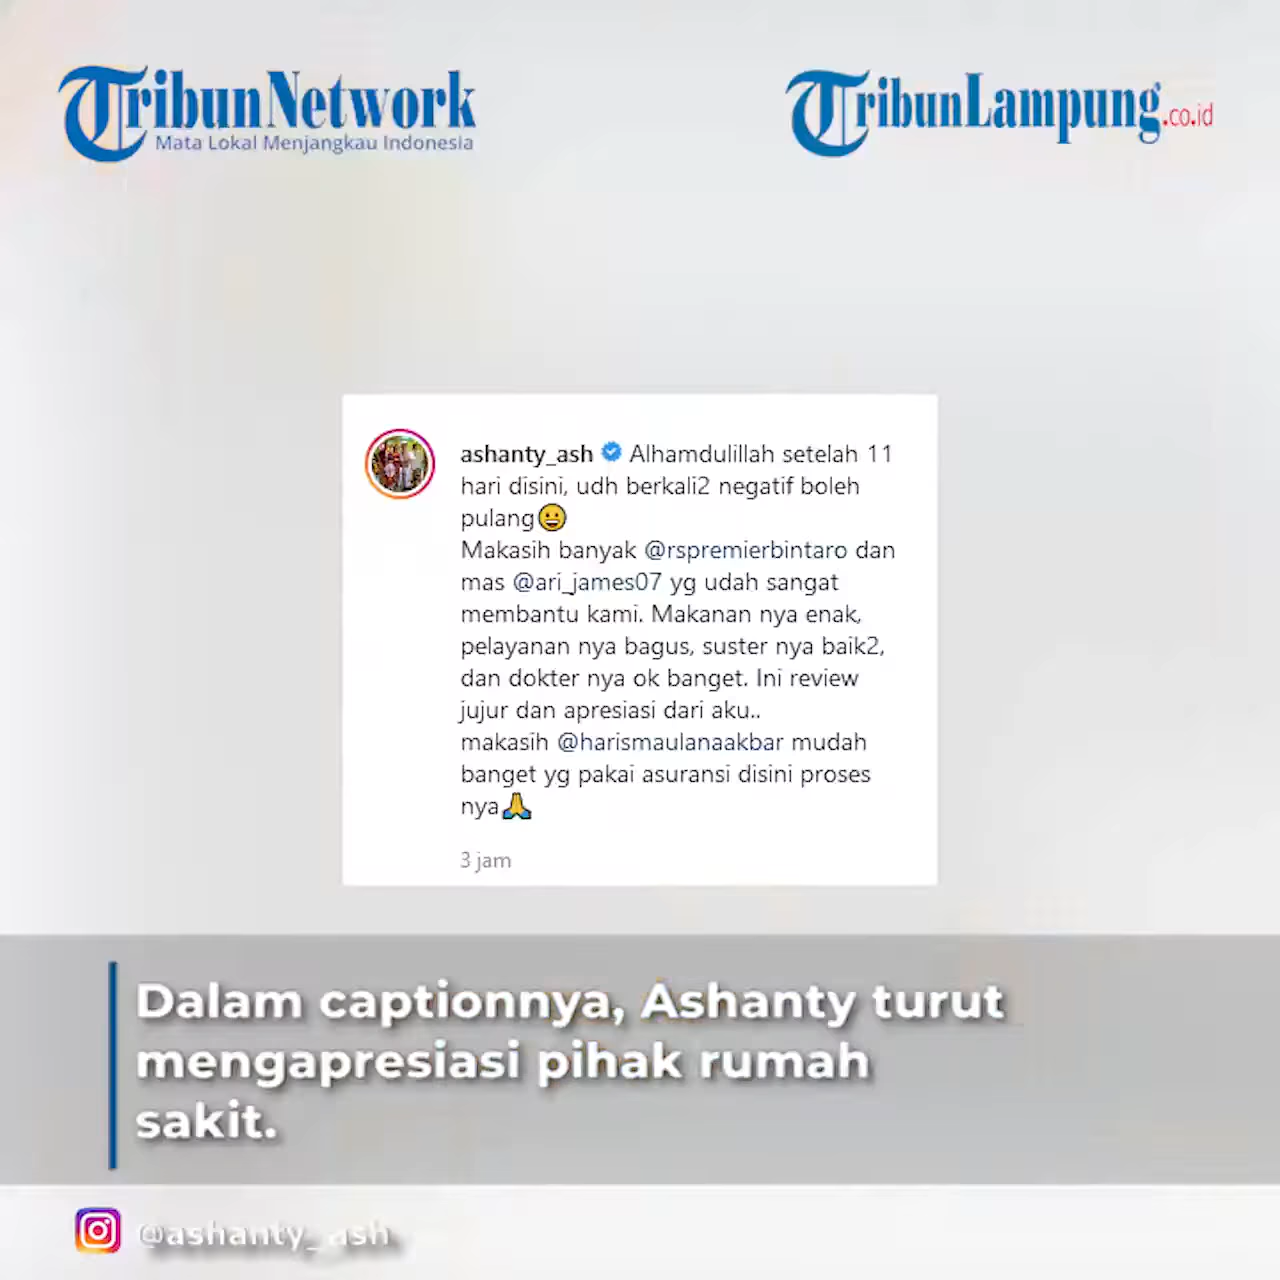 TribunNetwork
Mata Lokal Menjangkau Indonesia
TribunLampung.co.id
ashanty_ash Alhamdulillah setelah 11
hari disini, udh berkali2 negatif boleh
pulang😀
Makasih banyak @rspremierbintaro dan
mas @ari_james07 yg udah sangat
membantu kami. Makanan nya enak,
pelayanan nya bagus, suster nya baik2,
dan dokter nya ok banget. Ini review
jujur dan apresiasi dari aku..
makasih @harismaulanaakbar mudah
banget yg pakai asuransi disini proses
nya🙏
3 jam
Dalam captionnya, Ashanty turut
mengapresiasi pihak rumah
sakit.
@ashanty_ash